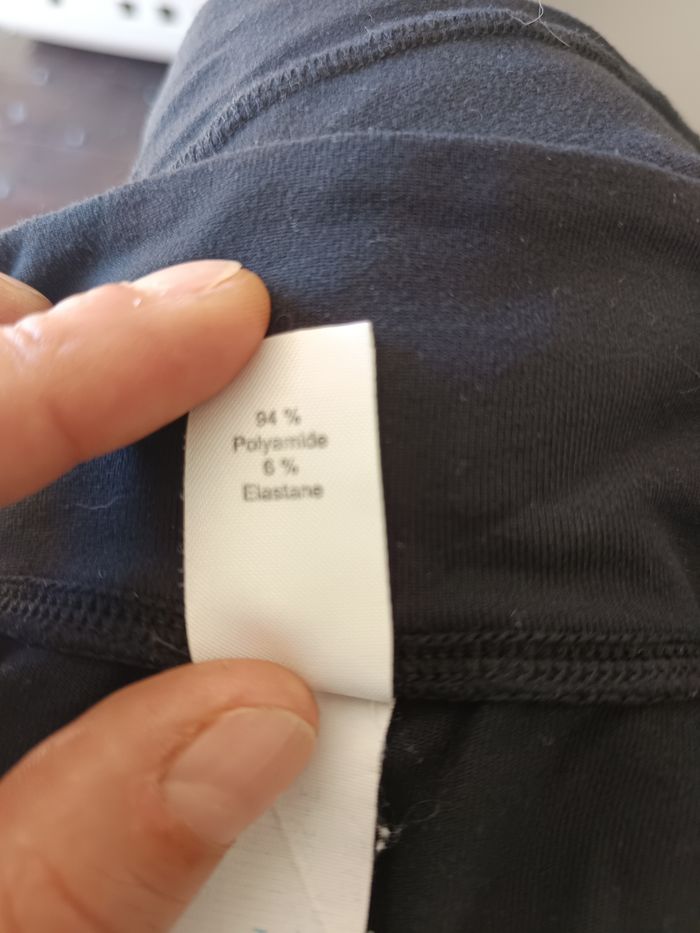 94 %
Polyamide
6 %
Elastane